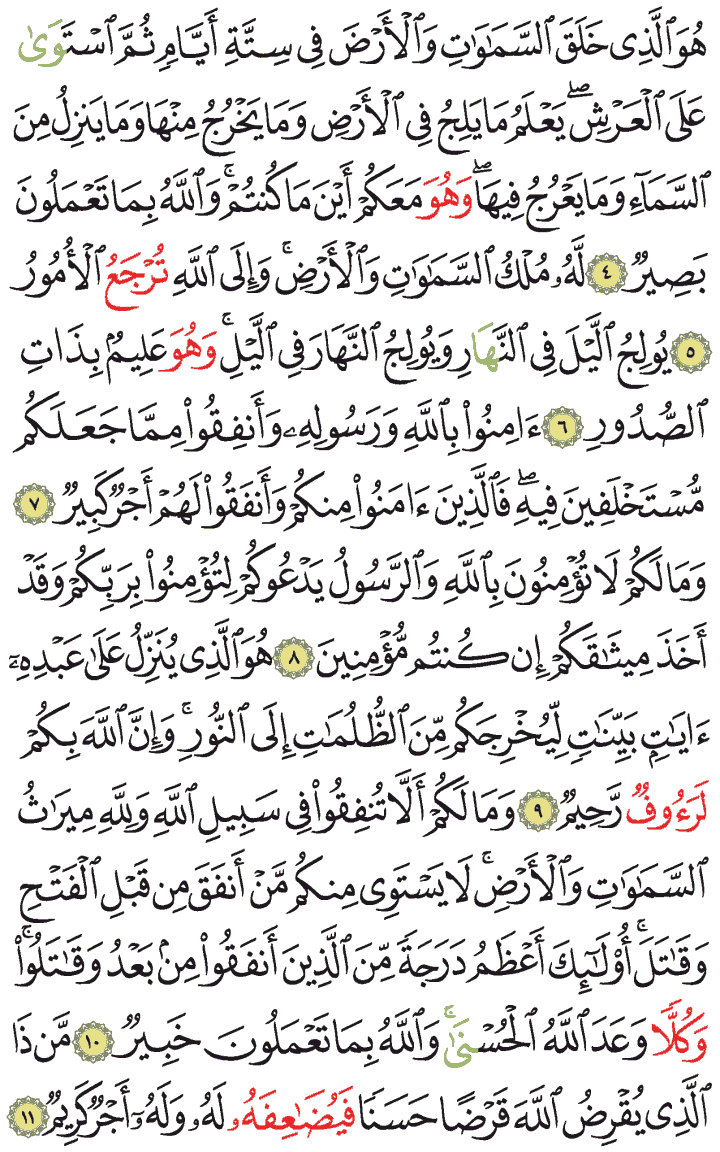 هُوَ ٱلَّذِى خَلَقَ ٱلسَّمَٰوَٰتِ وَٱلْأَرْضَ فِى سِتَّةِ أَيَّامٍ ثُمَّ ٱسْتَوَىٰ
عَلَى ٱلْعَرْشِۖ يَعْلَمُ مَا يَلِجُ فِى ٱلْأَرْضِ وَمَا يَخْرُجُ مِنْهَا وَمَا يَنزِلُ مِنَ
ٱلسَّمَآءِ وَمَا يَعْرُجُ فِيهَاۖ وَهُوَ مَعَكُمْ أَيْنَ مَا كُنتُمْۚ وَٱللَّهُ بِمَا تَعْمَلُونَ
بَصِيرٌ ٤ لَّهُۥ مُلْكُ ٱلسَّمَٰوَٰتِ وَٱلْأَرْضِۚ وَإِلَى ٱللَّهِ تُرْجَعُ ٱلْأُمُورُ
٥ يُولِجُ ٱلَّيْلَ فِى ٱلنَّهَارِ وَيُولِجُ ٱلنَّهَارَ فِى ٱلَّيْلِۚ وَهُوَ عَلِيمٌۢ بِذَاتِ
ٱلصُّدُورِ ٦ ءَامِنُوا۟ بِٱللَّهِ وَرَسُولِهِۦ وَأَنفِقُوا۟ مِمَّا جَعَلَكُم
مُّسْتَخْلَفِينَ فِيهِۖ فَٱلَّذِينَ ءَامَنُوا۟ مِنكُمْ وَأَنفَقُوا۟ لَهُمْ أَجْرٌ كَبِيرٌ ٧
وَمَا لَكُمْ لَا تُؤْمِنُونَ بِٱللَّهِ وَٱلرَّسُولُ يَدْعُوكُمْ لِتُؤْمِنُوا۟ بِرَبِّكُمْ وَقَدْ
أَخَذَ مِيثَٰقَكُمْ إِن كُنتُم مُّؤْمِنِينَ ٨ هُوَ ٱلَّذِى يُنَزِّلُ عَلَىٰ عَبْدِهِۦٓ
ءَايَٰتٍۭ بَيِّنَٰتٍ لِّيُخْرِجَكُم مِّنَ ٱلظُّلُمَٰتِ إِلَى ٱلنُّورِۚ وَإِنَّ ٱللَّهَ بِكُمْ
لَرَءُوفٌ رَّحِيمٌ ٩ وَمَا لَكُمْ أَلَّا تُنفِقُوا۟ فِى سَبِيلِ ٱللَّهِ وَلِلَّهِ مِيرَٰثُ
ٱلسَّمَٰوَٰتِ وَٱلْأَرْضِۚ لَا يَسْتَوِى مِنكُم مَّنْ أَنفَقَ مِن قَبْلِ ٱلْفَتْحِ
وَقَٰتَلَۚ أُو۟لَٰٓئِكَ أَعْظَمُ دَرَجَةً مِّنَ ٱلَّذِينَ أَنفَقُوا۟ مِنۢ بَعْدُ وَقَٰتَلُوا۟ۚ
وَكُلًّا وَعَدَ ٱللَّهُ ٱلْحُسْنَىٰۚ وَٱللَّهُ بِمَا تَعْمَلُونَ خَبِيرٌ ١٠ مَّن ذَا
ٱلَّذِى يُقْرِضُ ٱللَّهَ قَرْضًا حَسَنًا فَيُضَٰعِفَهُۥ لَهُۥ وَلَهُۥٓ أَجْرٌ كَرِيمٌ ١١